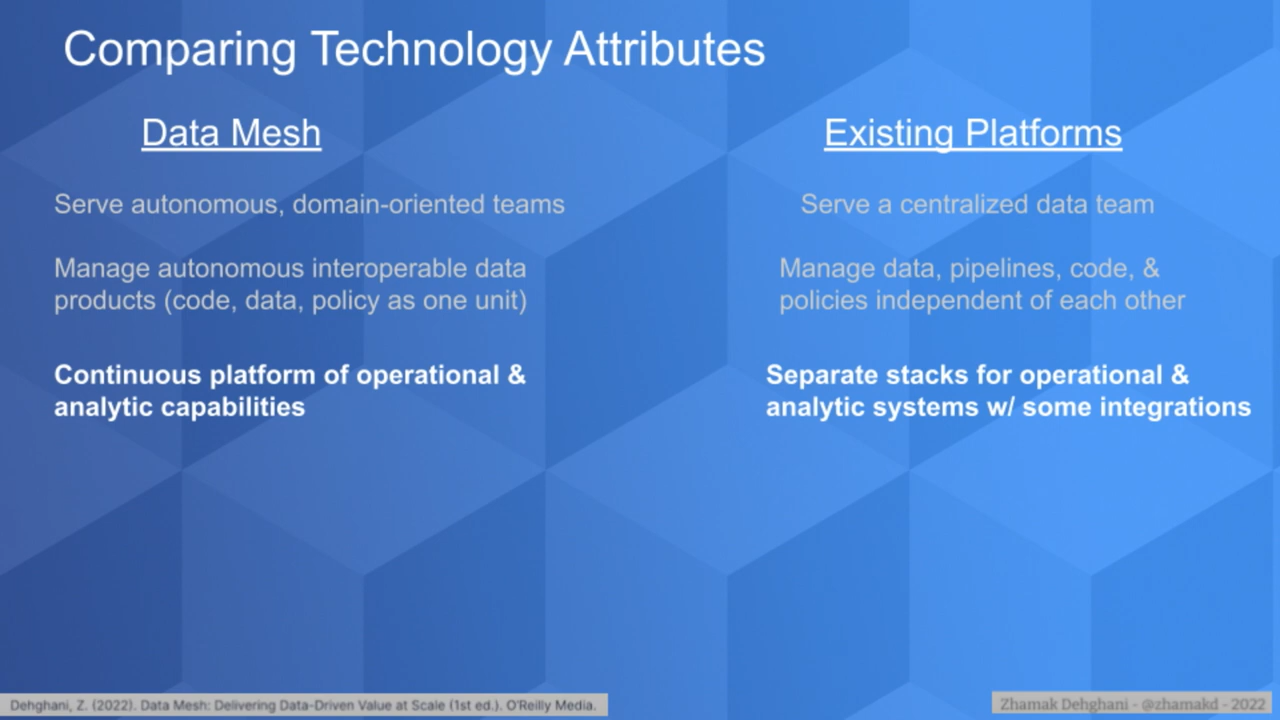 Comparing Technology Attributes
Data Mesh
Existing Platforms
Serve autonomous, domain-oriented teams
Serve a centralized data team
Manage autonomous interoperable data
products (code, data, policy as one unit)
Manage data, pipelines, code, &
policies independent of each other
Continuous platform of operational &
analytic capabilities
Separate stacks for operational &
analytic systems w/ some integrations
Dehghani, Z. (2022). Data Mesh: Delivering Data-Driven Value at Scale (1st ed.). O'Reilly Media.
Zhamak Dehghani - @zhamakd - 2022